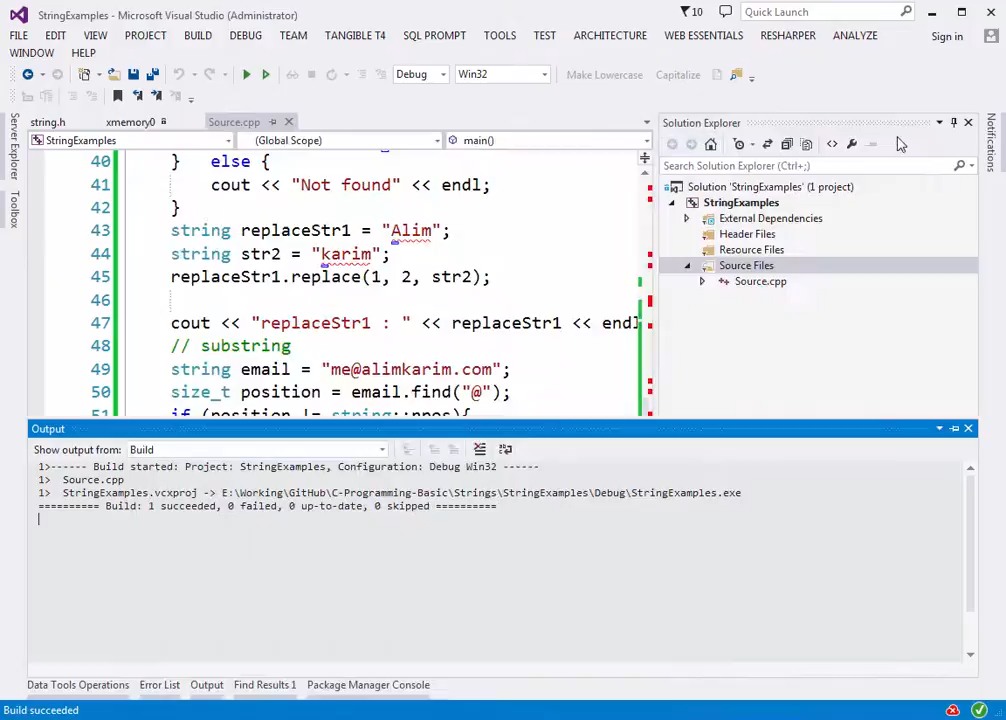 StringExamples - Microsoft Visual Studio (Administrator)
10
Quick Launch
FILE EDIT VIEW PROJECT BUILD DEBUG TEAM TANGIBLE T4 SQL PROMPT TOOLS TEST ARCHITECTURE WEB ESSENTIALS RESHARPER ANALYZE
Sign in
WINDOW HELP
Debug Win32 Make Lowercase Capitalize
Server Explorer
Toolbox
string.h xmemory0 Source.cpp
StringExamples (Global Scope) main()
40 } else {
41 cout << "Not found" << endl;
42 }
43 string replaceStr1 = "Alim";
44 string str2 = "karim";
45 replaceStr1.replace(1, 2, str2);
46
47 cout << "replaceStr1 : " << replaceStr1 << endl
48 // substring
49 string email = "me@alimkarim.com";
50 size_t position = email.find("@");
51 if (position != string::npos){
Solution Explorer
Search Solution Explorer (Ctrl+;)
Solution 'StringExamples' (1 project)
StringExamples
External Dependencies
Header Files
Resource Files
Source Files
Source.cpp
Notifications
Output
Show output from: Build
1>------ Build started: Project: StringExamples, Configuration: Debug Win32 ------
1> Source.cpp
1> StringExamples.vcxproj -> E:\Working\GitHub\C-Programming-Basic\Strings\StringExamples\Debug\StringExamples.exe
========== Build: 1 succeeded, 0 failed, 0 up-to-date, 0 skipped ==========
Data Tools Operations Error List Output Find Results 1 Package Manager Console
Build succeeded